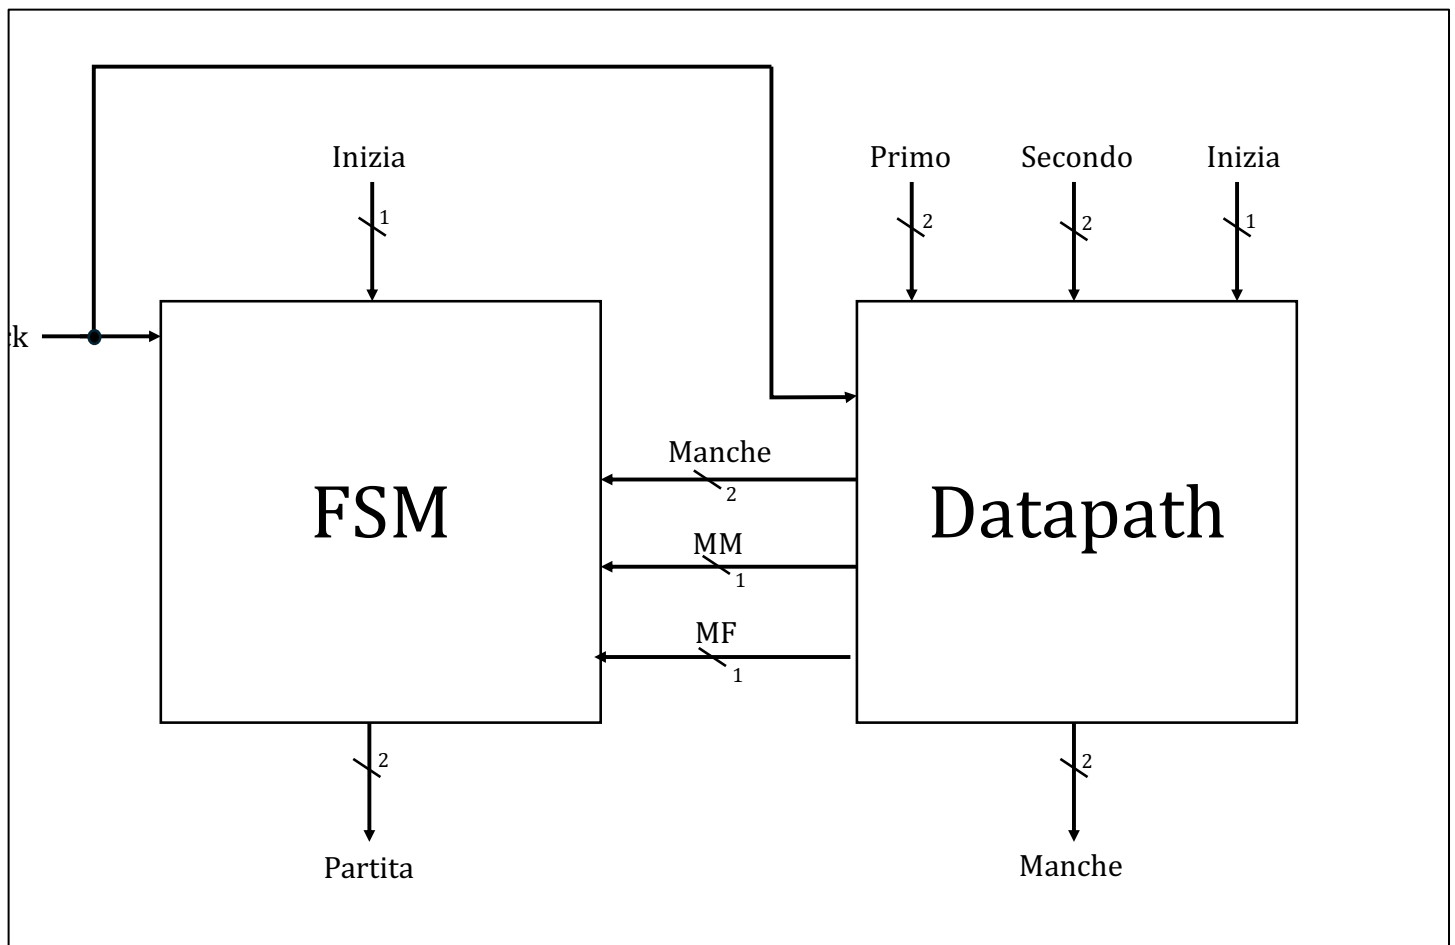 Inizia
Primo
Secondo
Inizia
1
2
2
1
ck
Manche
2
FSM
Datapath
MM
1
MF
1
2
2
Partita
Manche